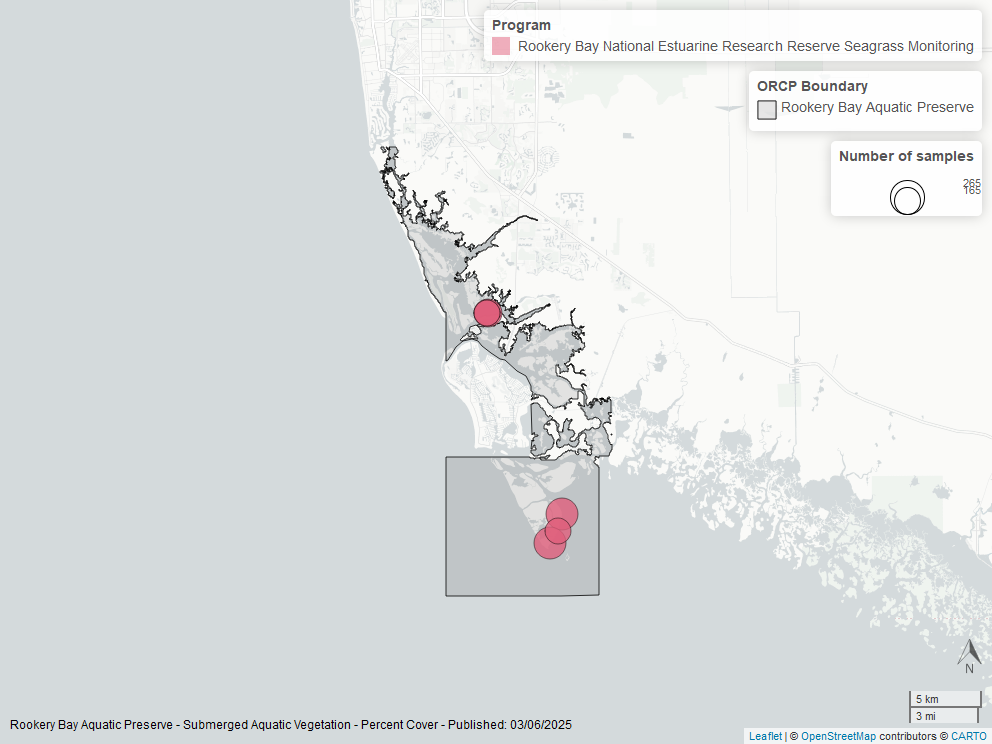 Program
Rookery Bay National Estuarine Research Reserve Seagrass Monitoring
ORCP Boundary
Rookery Bay Aquatic Preserve
Number of samples
265
165
N
5 km
3 mi
Rookery Bay Aquatic Preserve - Submerged Aquatic Vegetation - Percent Cover - Published: 03/06/2025
Leaflet | © OpenStreetMap contributors © CARTO